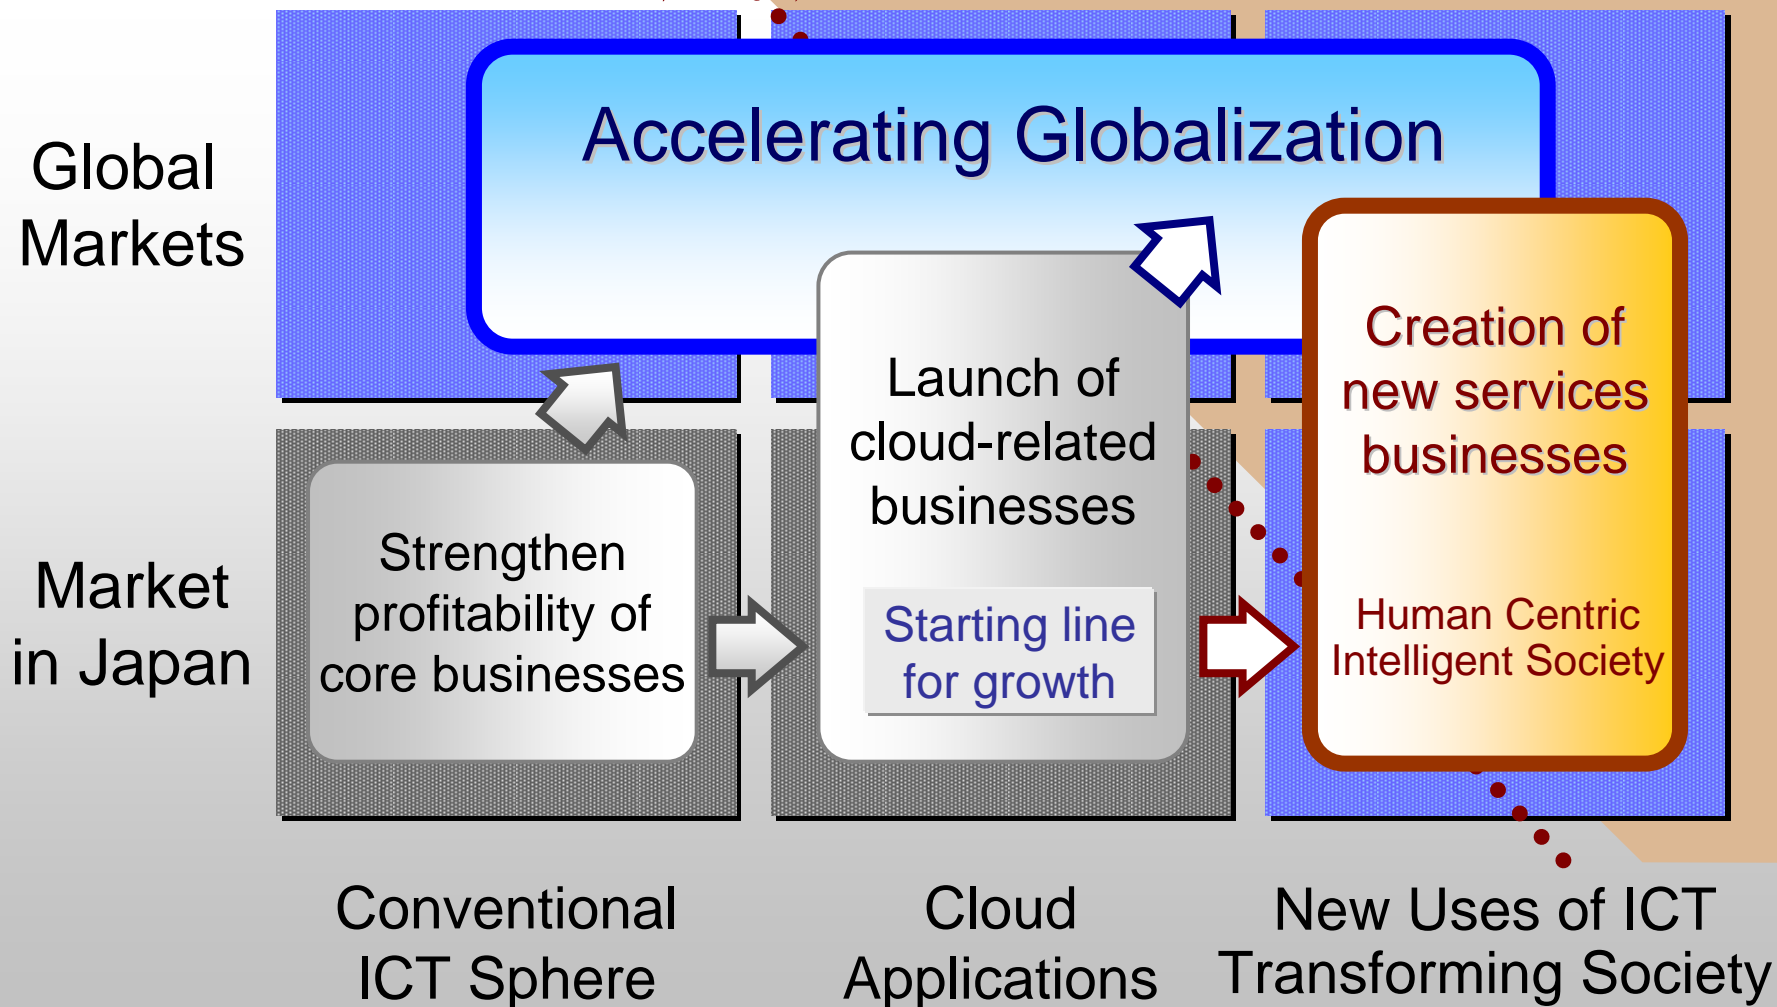 Accelerating Globalization
Global
Markets
Creation of
new services
businesses
Launch of
cloud-related
businesses
Strengthen
profitability of
core businesses
Starting line
for growth
Human Centric
Intelligent Society
Market
in Japan
Conventional
ICT Sphere
Cloud
Applications
New Uses of ICT
Transforming Society